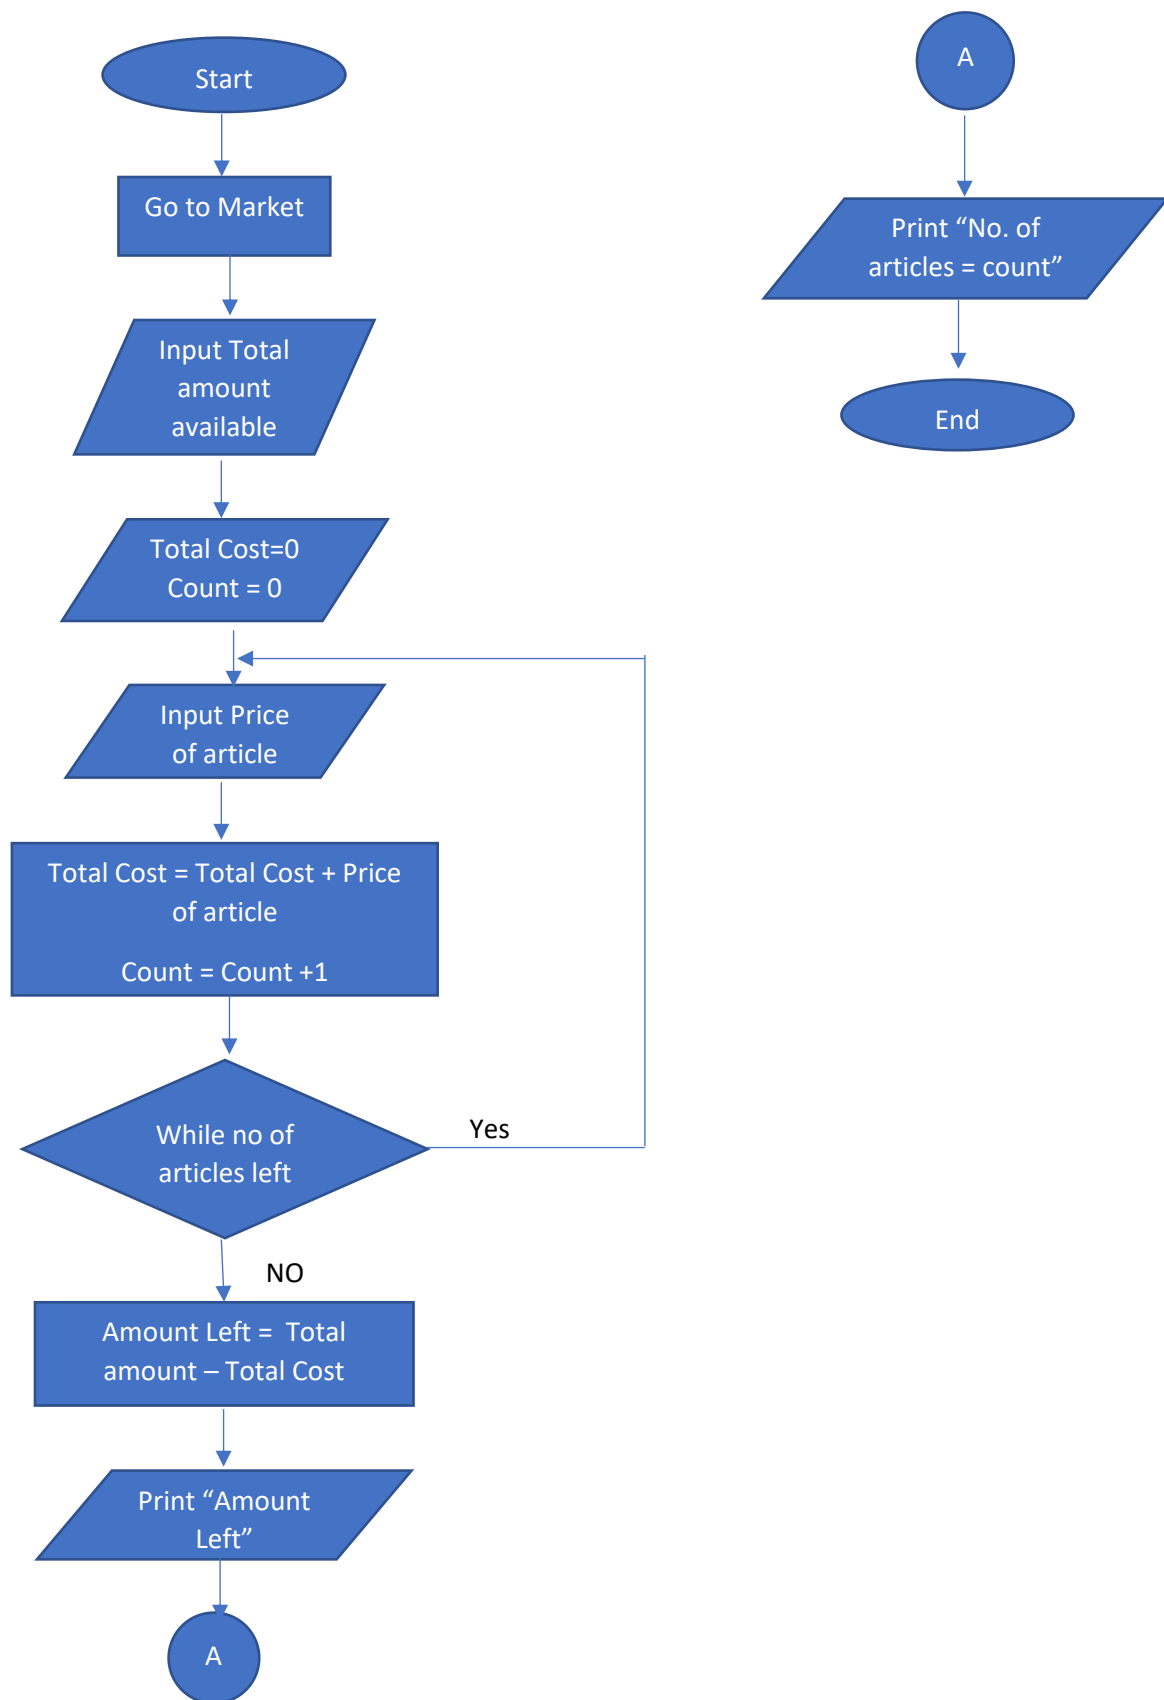 Start
Go to Market
Input Total
amount
available
Total Cost=0
Count = 0
Input Price
of article
Total Cost = Total Cost + Price
of article
Count = Count +1
While no of
articles left
Yes
NO
Amount Left =  Total
amount – Total Cost
Print “Amount
Left”
A
A
Print “No. of
articles = count”
End